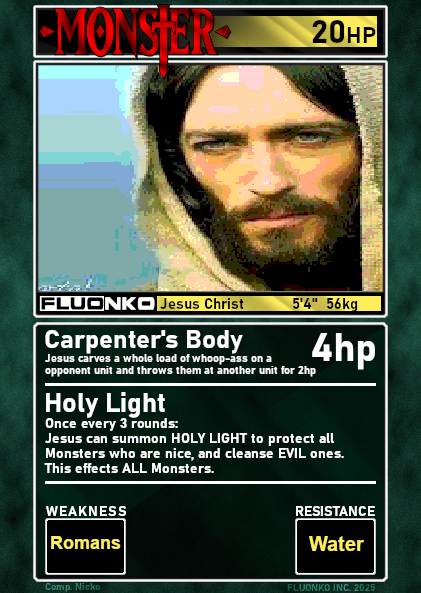 MONSTER
20HP
FLUONKO Jesus Christ 5'4" 56kg
Carpenter's Body
4hp
Jesus carves a whole load of whoop-ass on a
opponent unit and throws them at another unit for 2hp
Holy Light
Once every 3 rounds:
Jesus can summon HOLY LIGHT to protect all
Monsters who are nice, and cleanse EVIL ones.
This effects ALL Monsters.
WEAKNESS
Romans
RESISTANCE
Water
Comp. Nicko
FLUONKO INC. 2025